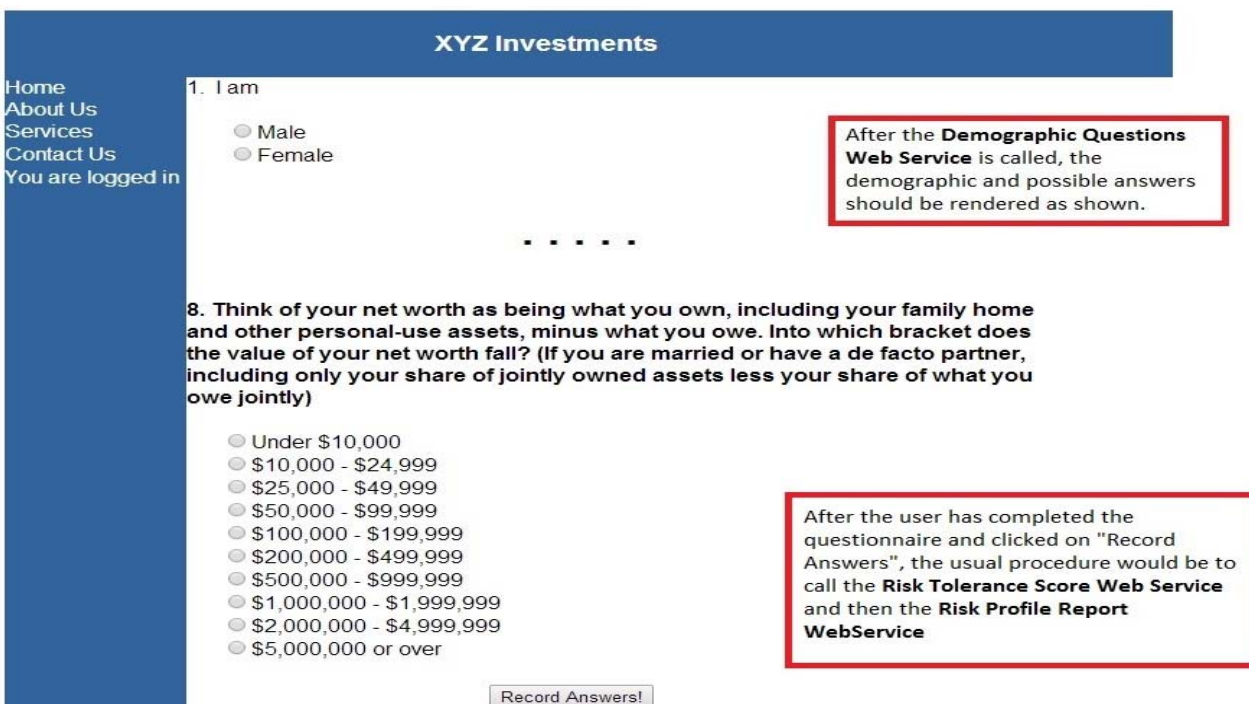 XYZ Investments
Home
About Us
Services
Contact Us
You are logged in
1. I am
Male
Female
After the Demographic Questions
Web Service is called, the
demographic and possible answers
should be rendered as shown.
. . . . .
8. Think of your net worth as being what you own, including your family home
and other personal-use assets, minus what you owe. Into which bracket does
the value of your net worth fall? (If you are married or have a de facto partner,
including only your share of jointly owned assets less your share of what you
owe jointly)
Under $10,000
$10,000 - $24,999
$25,000 - $49,999
$50,000 - $99,999
$100,000 - $199,999
$200,000 - $499,999
$500,000 - $999,999
$1,000,000 - $1,999,999
$2,000,000 - $4,999,999
$5,000,000 or over
After the user has completed the
questionnaire and clicked on "Record
Answers", the usual procedure would be to
call the Risk Tolerance Score Web Service
and then the Risk Profile Report
WebService
Record Answers!